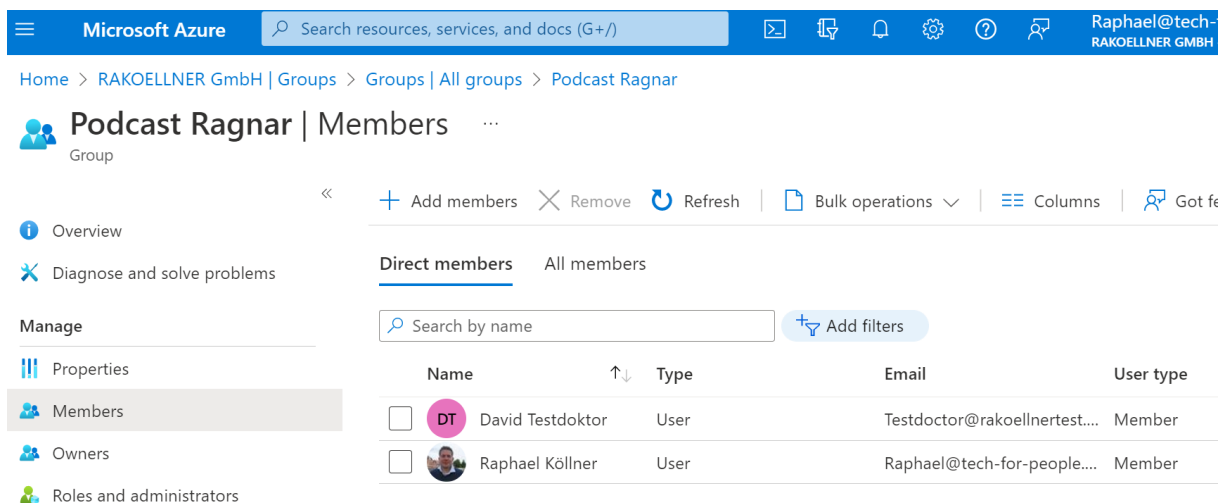 Microsoft Azure
Search resources, services, and docs (G+/)
Raphael@tech-
RAKOELLNER GMBH
Home > RAKOELLNER GmbH | Groups > Groups | All groups > Podcast Ragnar
Podcast Ragnar | Members ...
Group
«
Add members Remove Refresh Bulk operations Columns Got fe
Overview
Diagnose and solve problems
Direct members All members
Manage
Search by name Add filters
Properties
Name ↑↓ Type Email User type
Members
DT David Testdoktor User Testdoctor@rakoellnertest.... Member
Owners
Raphael Köllner User Raphael@tech-for-people.... Member
Roles and administrators